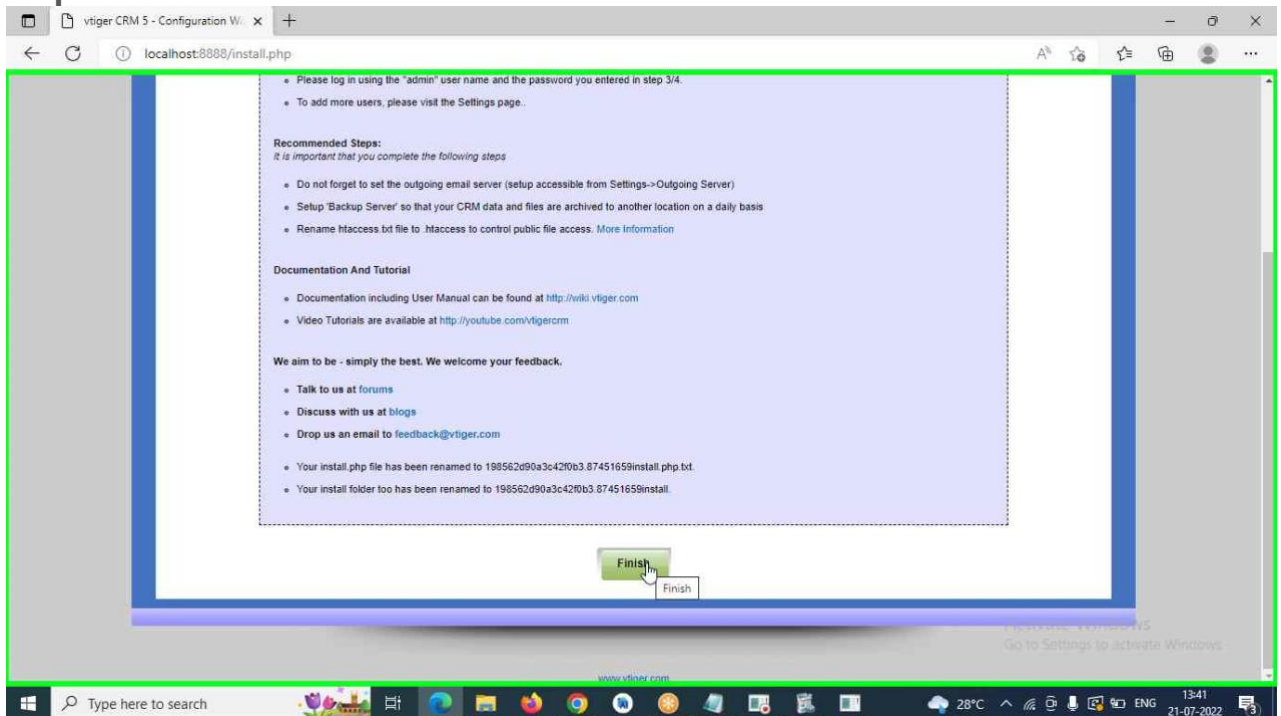 vtiger CRM 5 - Configuration Wi
localhost:8888/install.php
Please log in using the "admin" user name and the password you entered in step 3/4.
To add more users, please visit the Settings page..
Recommended Steps:
It is important that you complete the following steps
Do not forget to set the outgoing email server (setup accessible from Settings->Outgoing Server)
Setup 'Backup Server' so that your CRM data and files are archived to another location on a daily basis
Rename htaccess.txt file to .htaccess to control public file access. More Information
Documentation And Tutorial
Documentation including User Manual can be found at http://wiki.vtiger.com
Video Tutorials are available at http://youtube.com/vtigercrm
We aim to be - simply the best. We welcome your feedback.
Talk to us at forums
Discuss with us at blogs
Drop us an email to feedback@vtiger.com
Your install.php file has been renamed to 198562d90a3c42f0b3.87451659install.php.txt.
Your install folder too has been renamed to 198562d90a3c42f0b3.87451659install.
Finish
Finish
Activate Windows
Go to Settings to activate Windows.
www.vtiger.com
Type here to search
28°C
ENG
13:41
21-07-2022
3